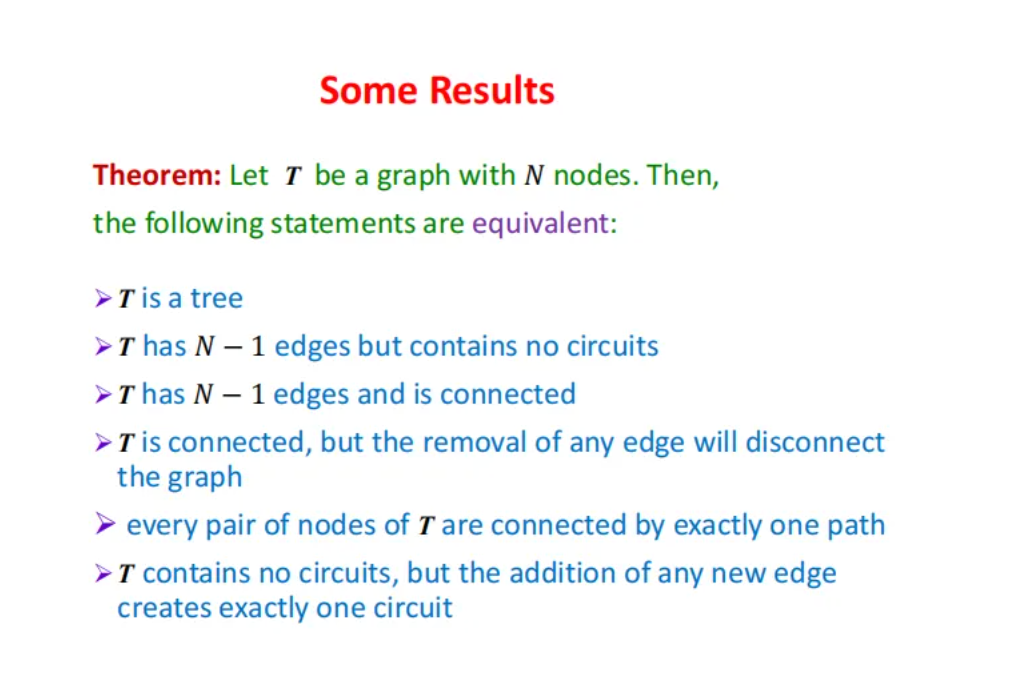 Some Results
Theorem: Let T be a graph with N nodes. Then,
the following statements are equivalent:
➢ T is a tree
➢ T has N − 1 edges but contains no circuits
➢ T has N − 1 edges and is connected
➢ T is connected, but the removal of any edge will disconnect
the graph
➢ every pair of nodes of T are connected by exactly one path
➢ T contains no circuits, but the addition of any new edge
creates exactly one circuit